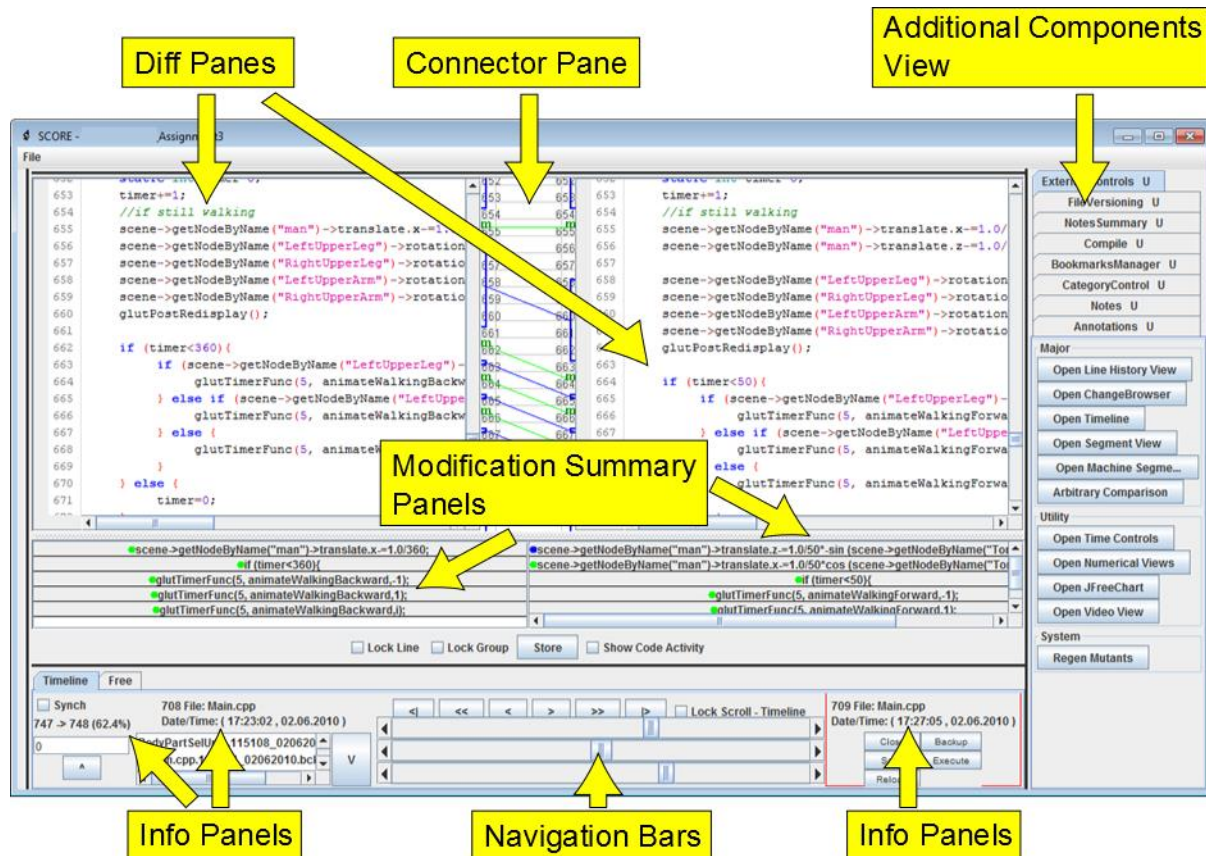 Additional Components
View
Diff Panes
Connector Pane
SCORE -
Assignm t3
File
653 timer+=1;
654 //if still walking
655 scene->getNodeByName("man")->translate.x-=1.
656 scene->getNodeByName("LeftUpperLeg")->rotation
657 scene->getNodeByName("RightUpperLeg")->rotatio
658 scene->getNodeByName("LeftUpperArm")->rotation
659 scene->getNodeByName("RightUpperArm")->rotatio
660 glutPostRedisplay();
661
662 if (timer<360){
663 if (scene->getNodeByName("LeftUpperLeg")-
664 glutTimerFunc(5, animateWalkingBackw
665 } else if (scene->getNodeByName("LeftUppe
666 glutTimerFunc(5, animateWalkingBackw
667 } else {
668 glutTimerFunc(5, animateW
669 }
670 } else {
671 timer=0;
653 timer+=1;
654 //if still walking
655 scene->getNodeByName("man")->translate.x-=1.0/
656 scene->getNodeByName("man")->translate.z-=1.0/
657
658 scene->getNodeByName("LeftUpperLeg")->rotation
659 scene->getNodeByName("RightUpperLeg")->rotatio
660 scene->getNodeByName("LeftUpperArm")->rotation
661 scene->getNodeByName("RightUpperArm")->rotatio
662 glutPostRedisplay();
663
664 if (timer<50){
665 if (scene->getNodeByName("LeftUpperLeg")-
666 glutTimerFunc(5, animateWalkingForwa
667 } else if (scene->getNodeByName("LeftUppe
glutTimerFunc(5, animateWalkingForwa
else {
glutTimerFunc(5, animateWalkingForwa
Modification Summary
Panels
scene->getNodeByName("man")->translate.x-=1.0/360;
if (timer<360){
glutTimerFunc(5, animateWalkingBackward,-1);
glutTimerFunc(5, animateWalkingBackward,1);
glutTimerFunc(5, animateWalkingBackward,i);
scene->getNodeByName("man")->translate.z-=1.0/50*-sin (scene->getNodeByName("Tor
scene->getNodeByName("man")->translate.x-=1.0/50*cos (scene->getNodeByName("Tor
if (timer<50){
glutTimerFunc(5, animateWalkingForward,-1);
glutTimerFunc(5, animateWalkingForward,1);
Lock Line Lock Group Store Show Code Activity
Timeline Free
Synch
747 -> 748 (62.4%)
0
^
708 File: Main.cpp
Date/Time: ( 17:23:02 , 02.06.2010 )
V
<| << < > >> |> Lock Scroll - Timeline
709 File: Main.cpp
Date/Time: ( 17:27:05 , 02.06.2010 )
Backup
Execute
External Controls U
FileVersioning U
NotesSummary U
Compile U
BookmarksManager U
CategoryControl U
Notes U
Annotations U
Major
Open Line History View
Open ChangeBrowser
Open Timeline
Open Segment View
Open Machine Segme...
Arbitrary Comparison
Utility
Open Time Controls
Open Numerical Views
Open JFreeChart
Open Video View
System
Regen Mutants
Info Panels
Navigation Bars
Info Panels